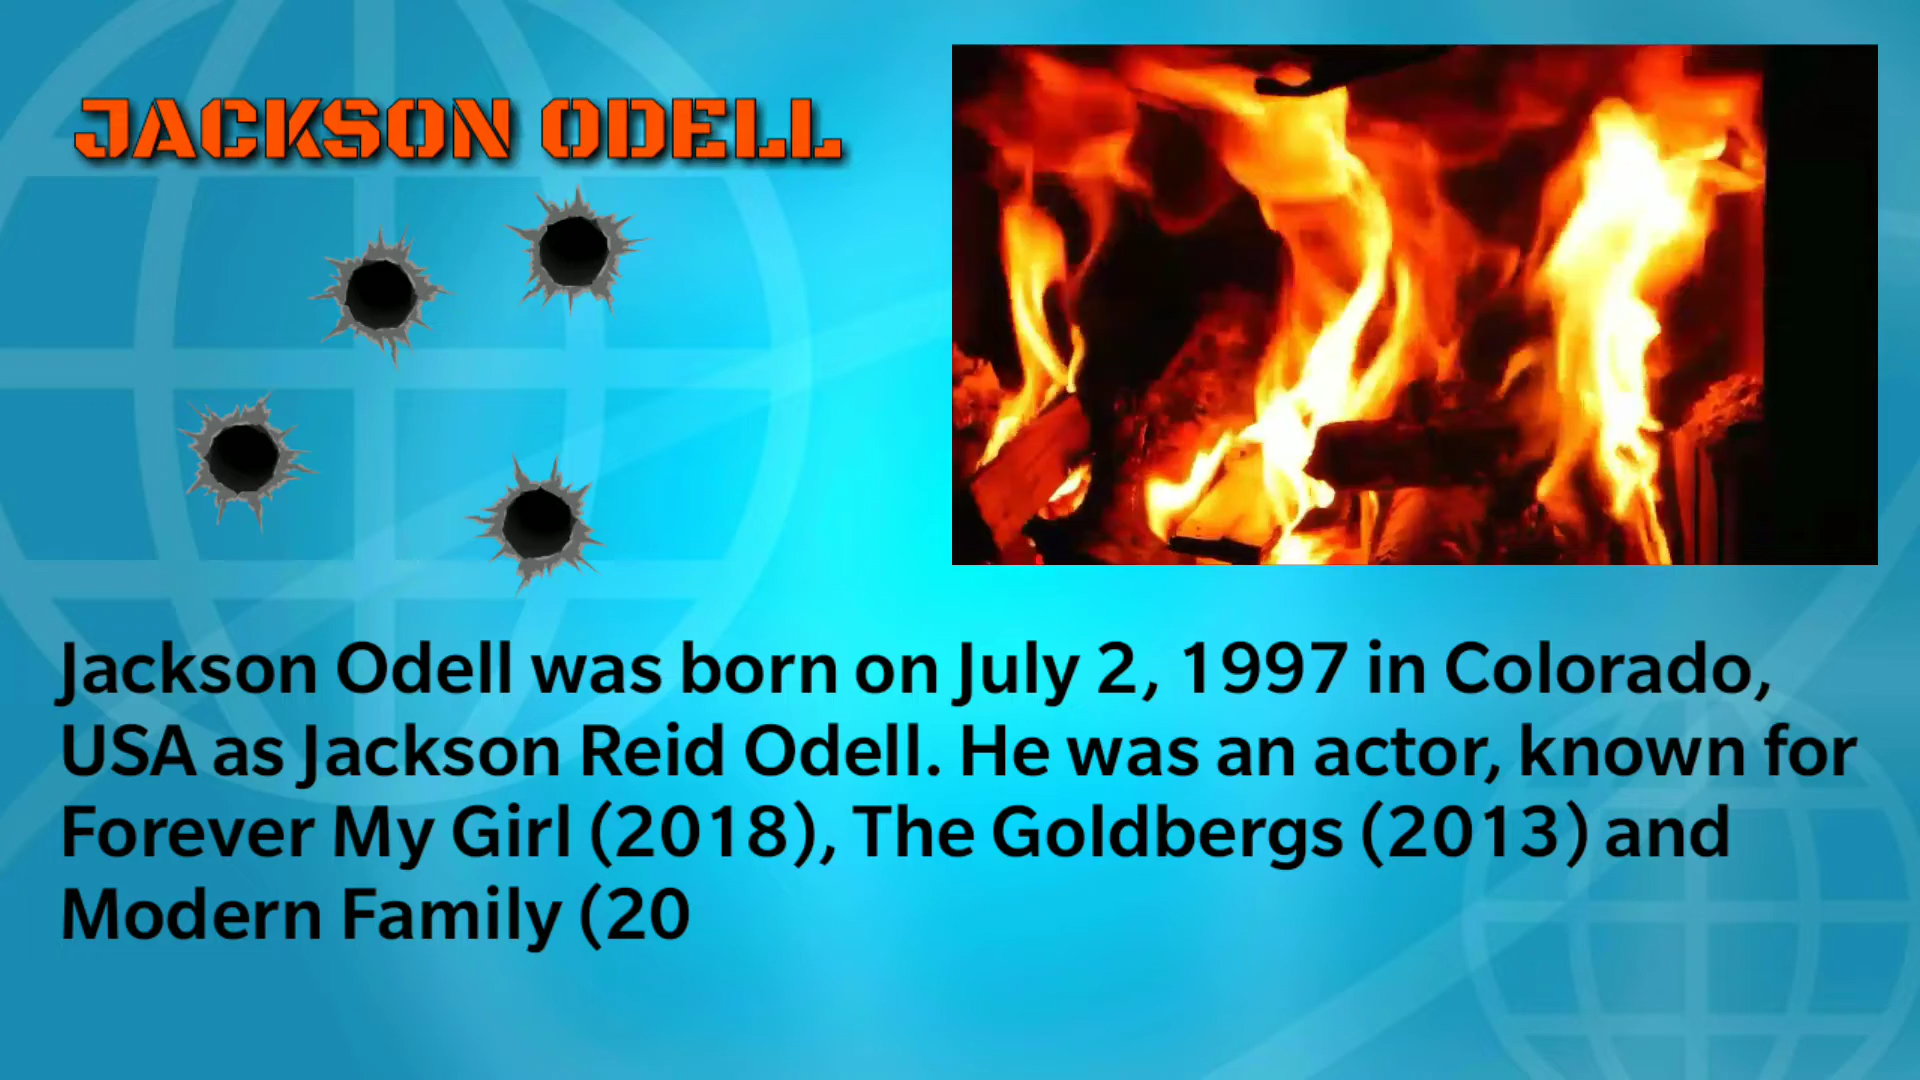 JACKSON ODELL
Jackson Odell was born on July 2, 1997 in Colorado,
USA as Jackson Reid Odell. He was an actor, known for
Forever My Girl (2018), The Goldbergs (2013) and
Modern Family (20